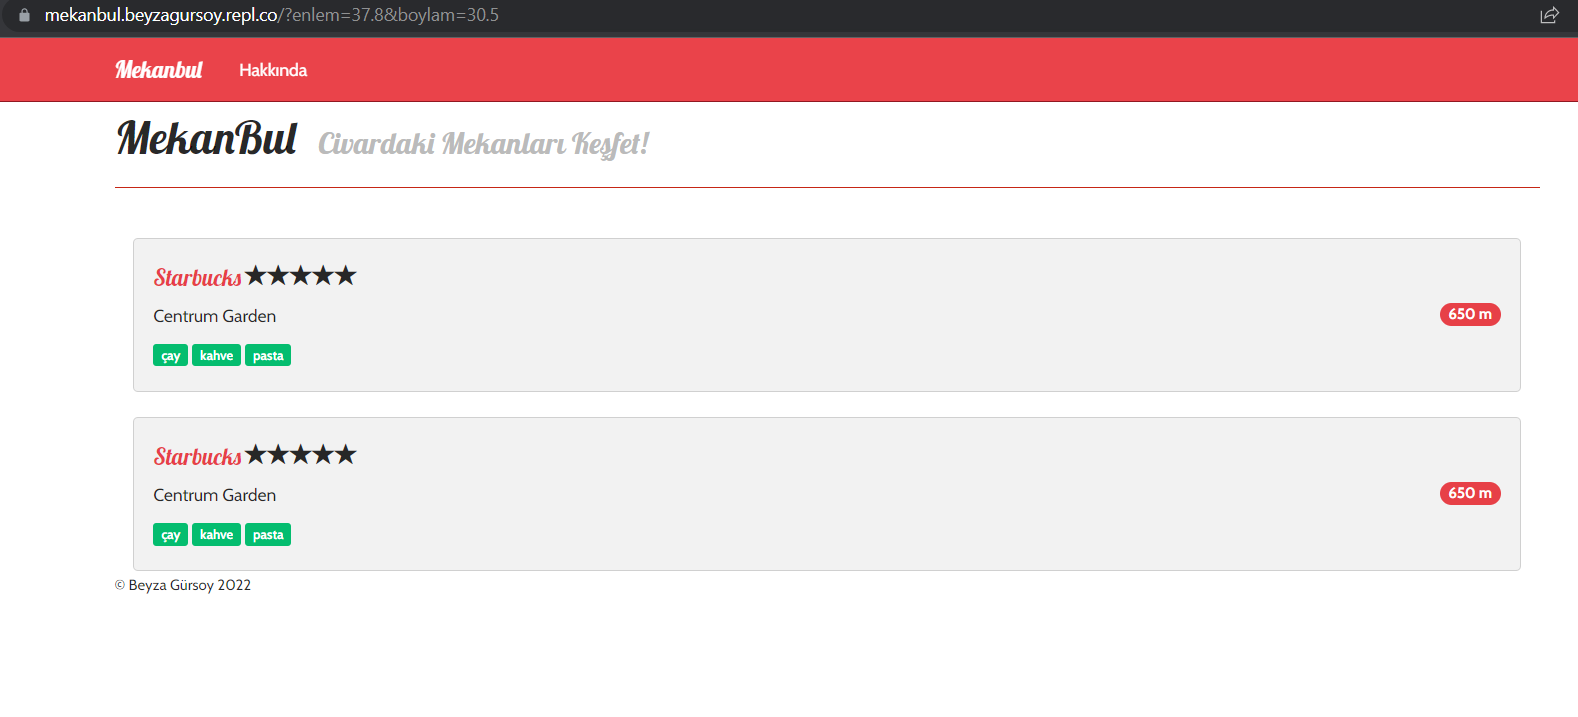 mekanbul.beyzagursoy.repl.co/?enlem=37.8&boylam=30.5
Mekanbul Hakkında
MekanBul Civardaki Mekanları Keşfet!
Starbucks ★★★★★
Centrum Garden
650 m
çay kahve pasta
Starbucks ★★★★★
Centrum Garden
650 m
çay kahve pasta
© Beyza Gürsoy 2022